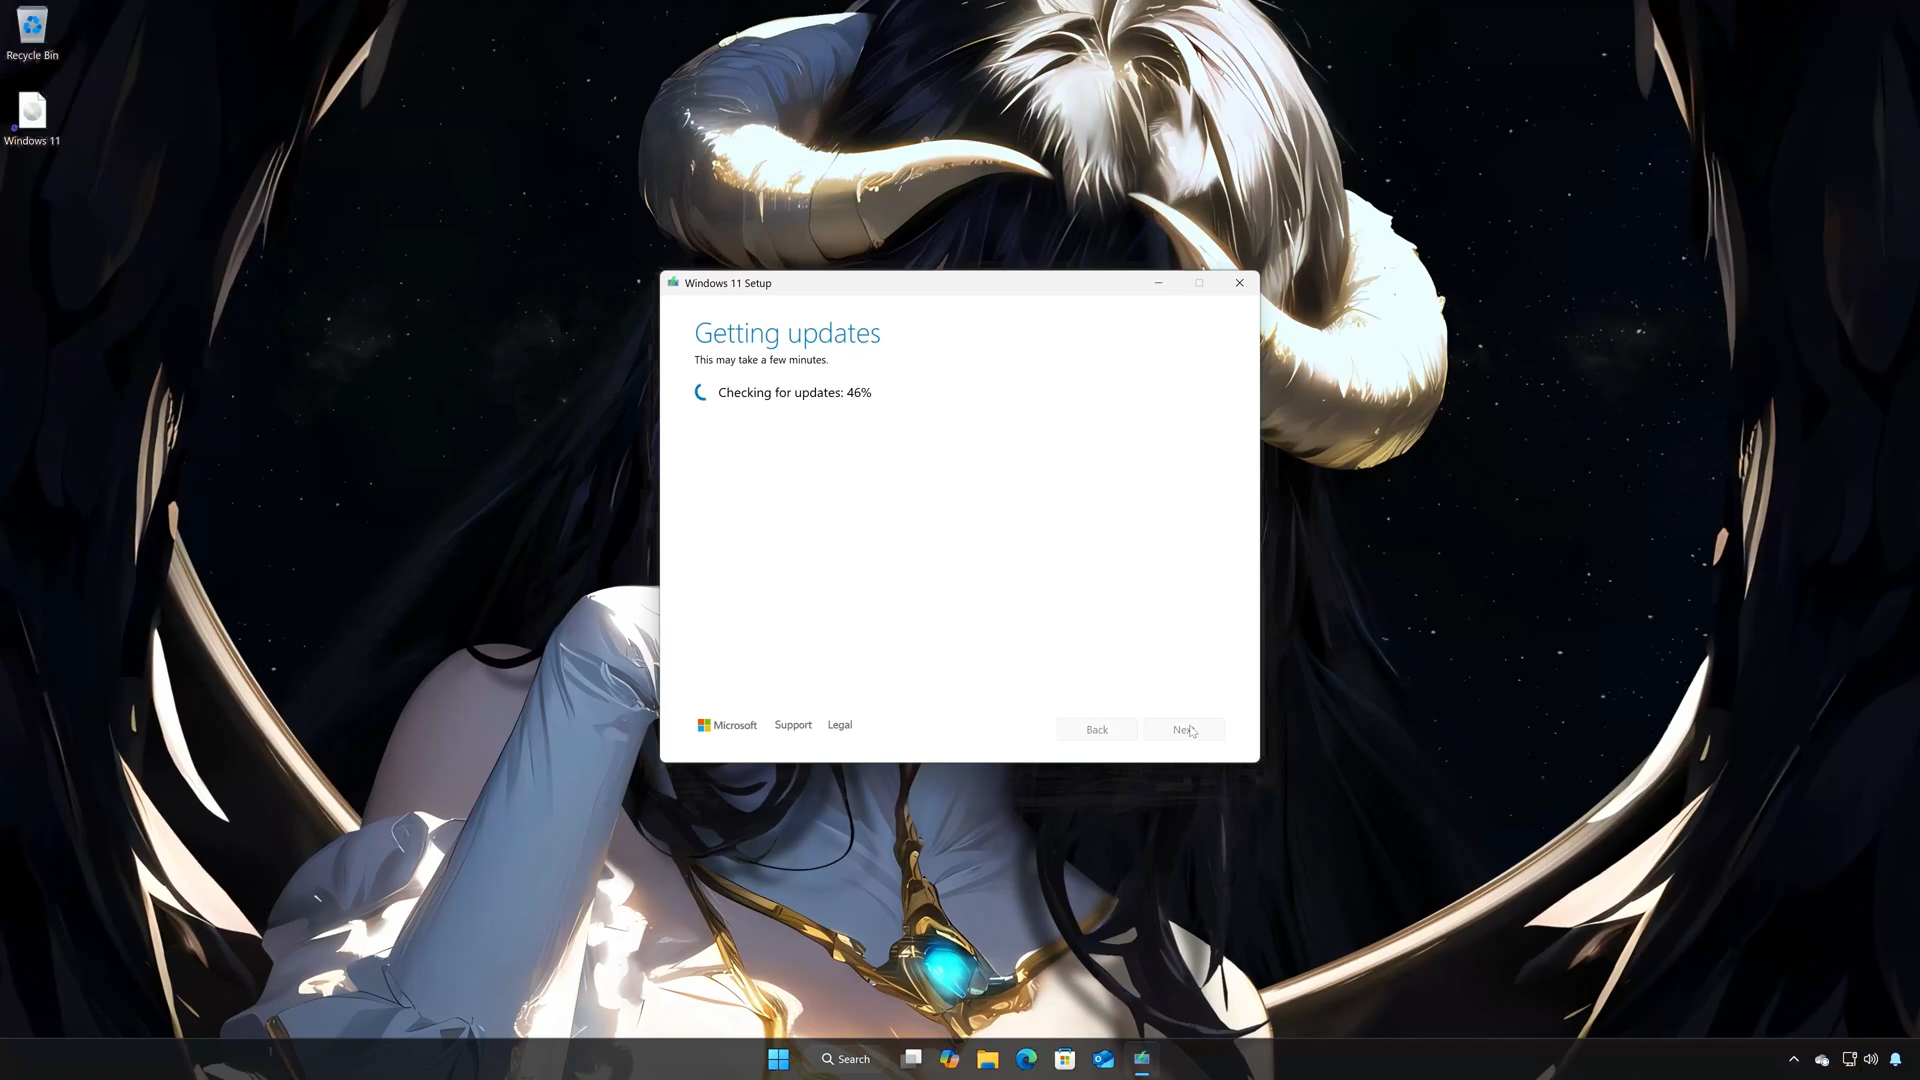 Recycle Bin
Windows 11
Windows 11 Setup
Getting updates
This may take a few minutes.
Checking for updates: 46%
Microsoft
Support
Legal
Back
Next
Search